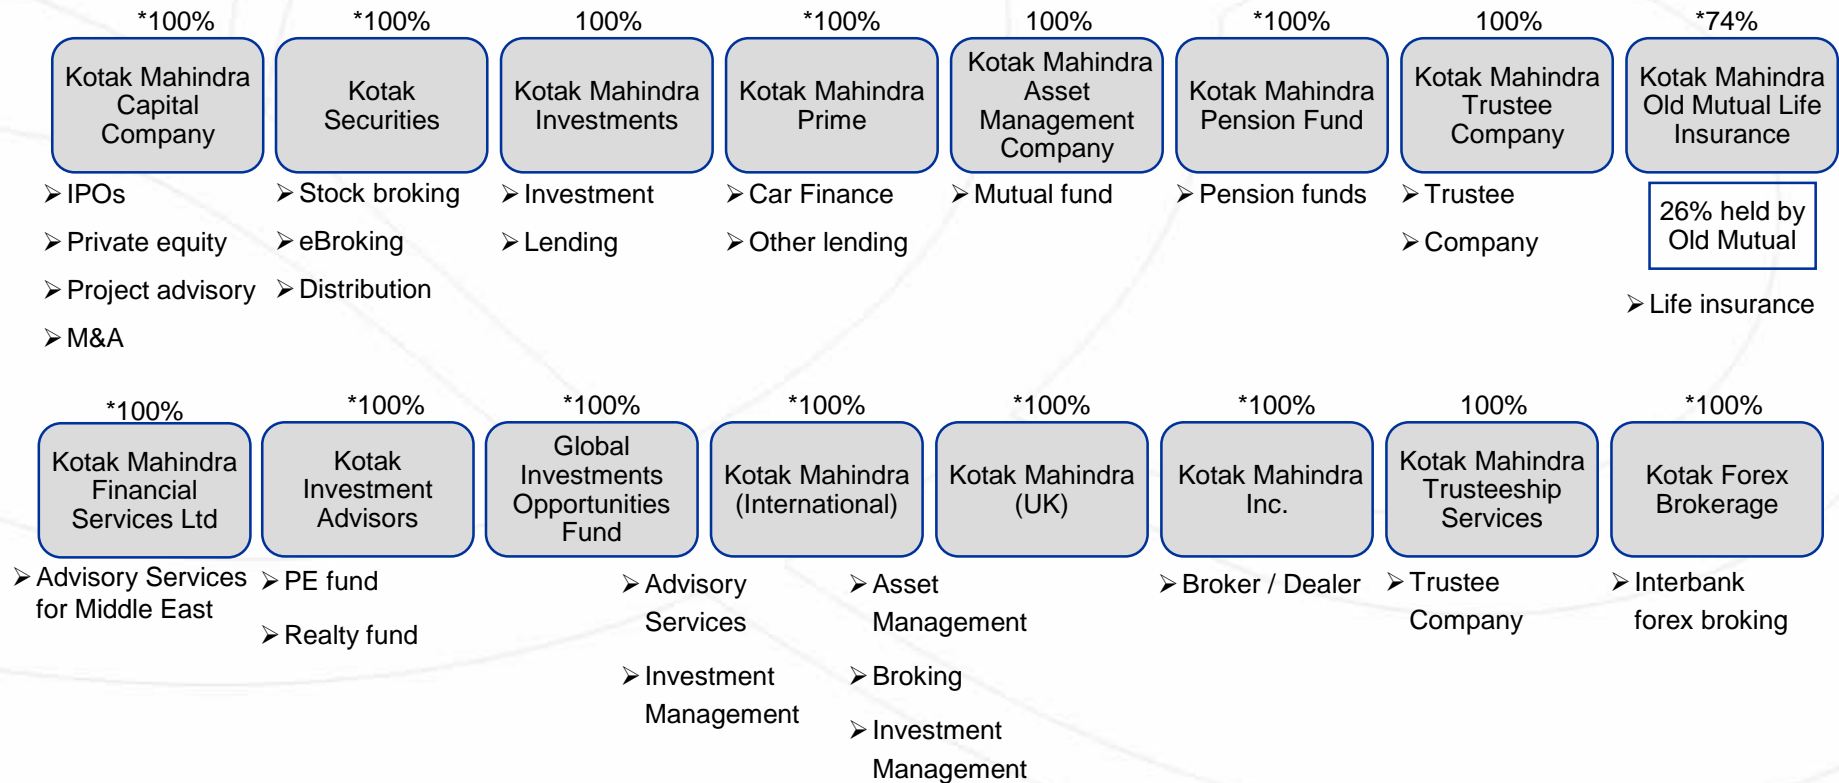 *100%
*100%
100%
*100%
100%
*100%
100%
*74%
Kotak Mahindra
Capital
Company
Kotak
Securities
Kotak Mahindra
Investments
Kotak Mahindra
Prime
Kotak Mahindra
Asset
Management
Company
Kotak Mahindra
Pension Fund
Kotak Mahindra
Trustee
Company
Kotak Mahindra
Old Mutual Life
Insurance
➢ IPOs
➢ Private equity
➢ Project advisory
➢ M&A
➢ Stock broking
➢ eBroking
➢ Distribution
➢ Investment
➢ Lending
➢ Car Finance
➢ Other lending
➢ Mutual fund
➢ Pension funds
➢ Trustee
➢ Company
26% held by
Old Mutual
➢ Life insurance
*100%
*100%
*100%
*100%
*100%
*100%
100%
*100%
Kotak Mahindra
Financial
Services Ltd
Kotak
Investment
Advisors
Global
Investments
Opportunities
Fund
Kotak Mahindra
(International)
Kotak Mahindra
(UK)
Kotak Mahindra
Inc.
Kotak Mahindra
Trusteeship
Services
Kotak Forex
Brokerage
➢ Advisory Services
for Middle East
➢ PE fund
➢ Realty fund
➢ Advisory
Services
➢ Investment
Management
➢ Asset
Management
➢ Broking
➢ Investment
Management
➢ Broker / Dealer
➢ Trustee
Company
➢ Interbank
forex broking